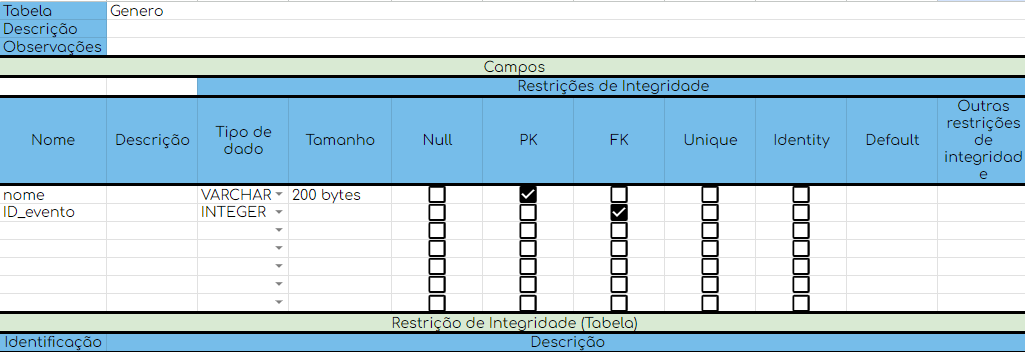 Tabela Genero
Descrição
Observações
Campos
Restrições de Integridade
Nome Descrição Tipo de dado Tamanho Null PK FK Unique Identity Default Outras restrições de integridade
nome VARCHAR 200 bytes
ID_evento INTEGER
Restrição de Integridade (Tabela)
Identificação Descrição